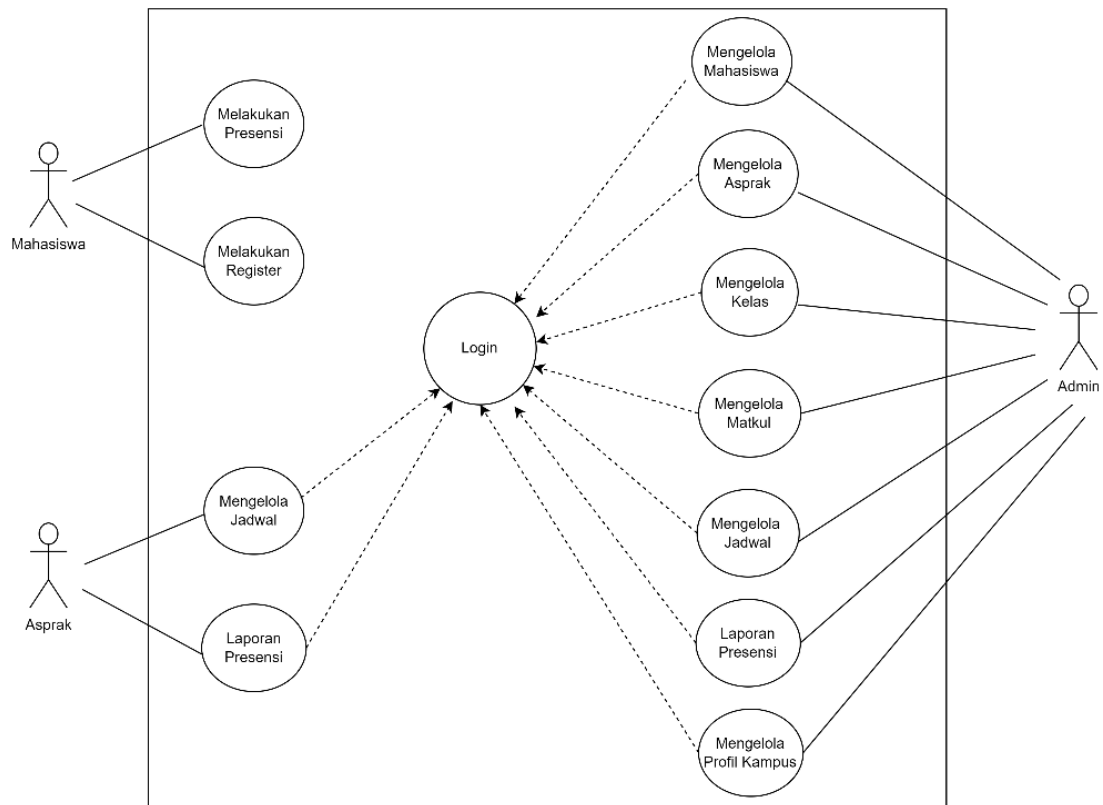 Mengelola
Mahasiswa
Melakukan
Presensi
Mengelola
Asprak
Mahasiswa
Melakukan
Register
Mengelola
Kelas
Login
Admin
Mengelola
Matkul
Mengelola
Jadwal
Mengelola
Jadwal
Asprak
Laporan
Presensi
Laporan
Presensi
Mengelola
Profil Kampus